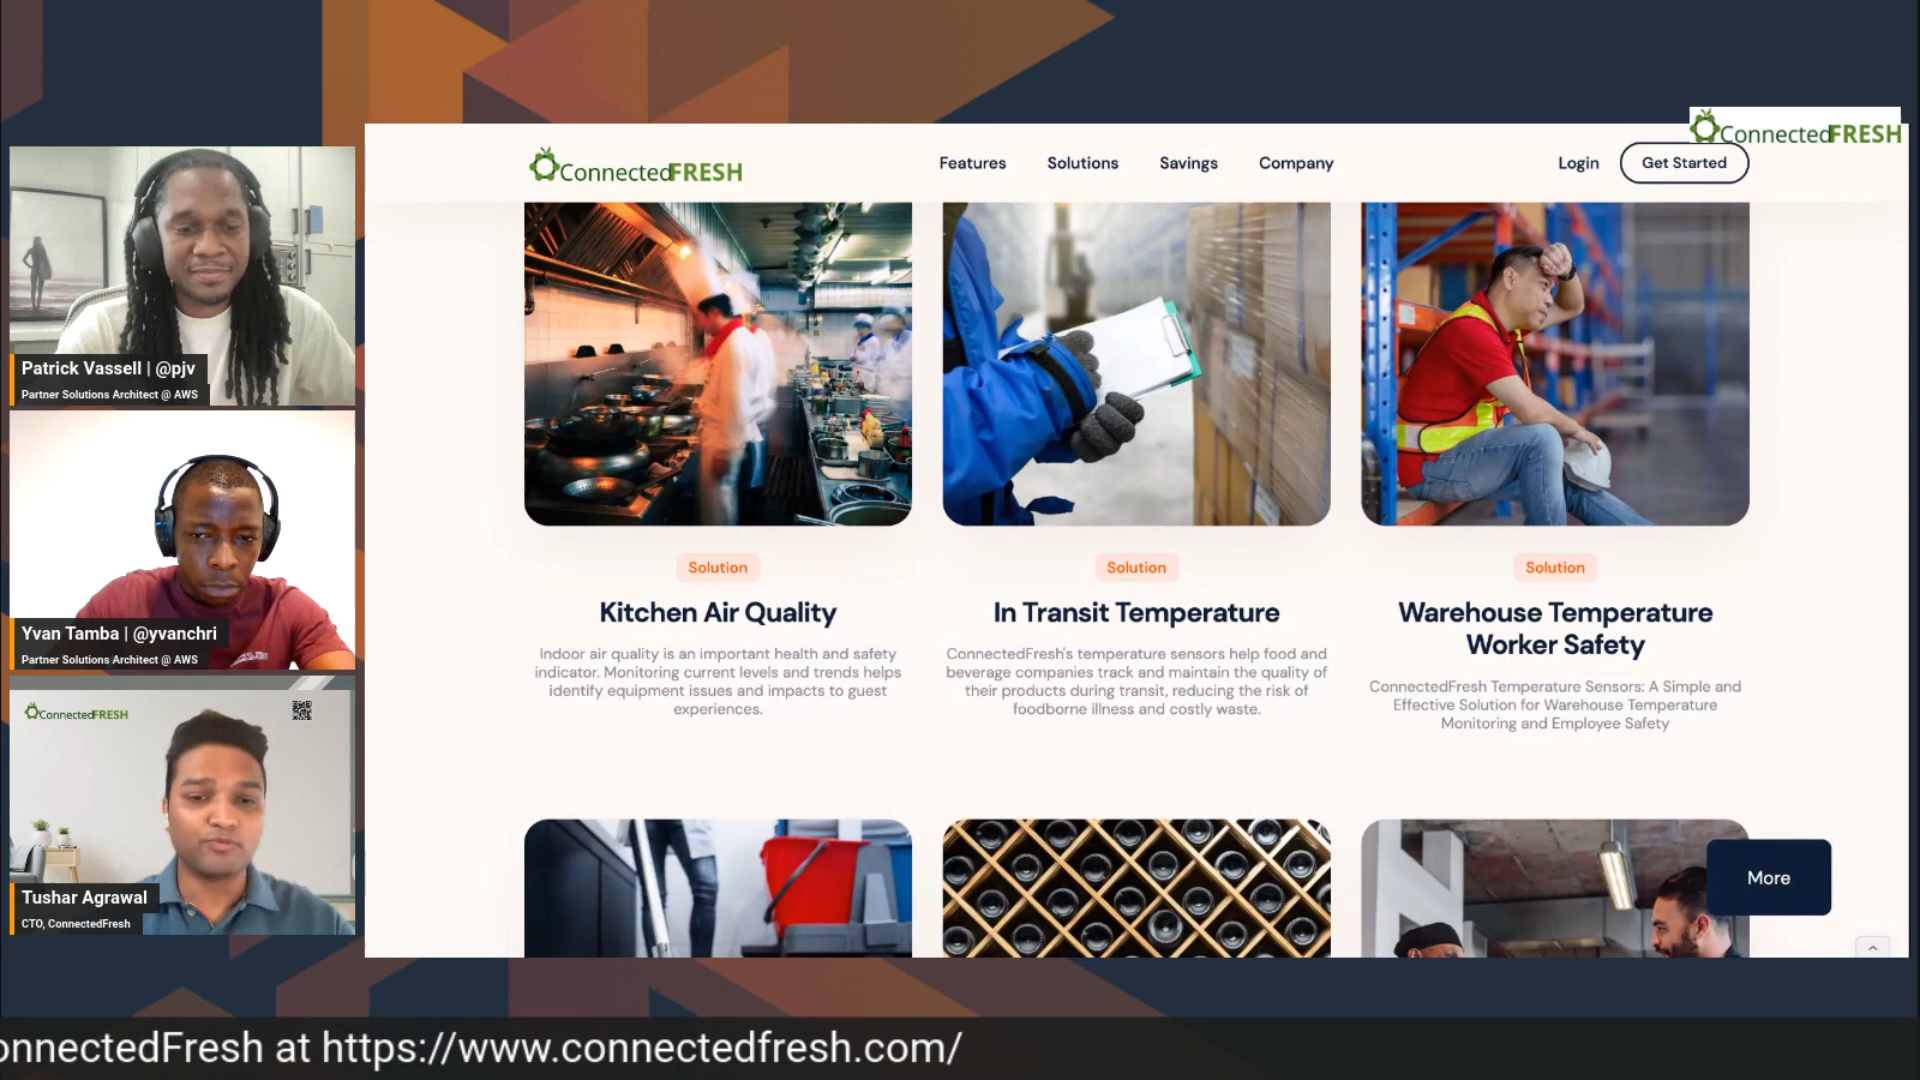 ConnectedFRESH
ConnectedFRESH
Features
Solutions
Savings
Company
Login
Get Started
Patrick Vassell | @pjv
Partner Solutions Architect @ AWS
Yvan Tamba | @yvanchri
Partner Solutions Architect @ AWS
ConnectedFRESH
Tushar Agrawal
CTO, ConnectedFresh
Solution
Kitchen Air Quality
Indoor air quality is an important health and safety
indicator. Monitoring current levels and trends helps
identify equipment issues and impacts to guest
experiences.
Solution
In Transit Temperature
ConnectedFresh's temperature sensors help food and
beverage companies track and maintain the quality of
their products during transit, reducing the risk of
foodborne illness and costly waste.
Solution
Warehouse Temperature
Worker Safety
ConnectedFresh Temperature Sensors: A Simple and
Effective Solution for Warehouse Temperature
Monitoring and Employee Safety
More
onnectedFresh at https://www.connectedfresh.com/